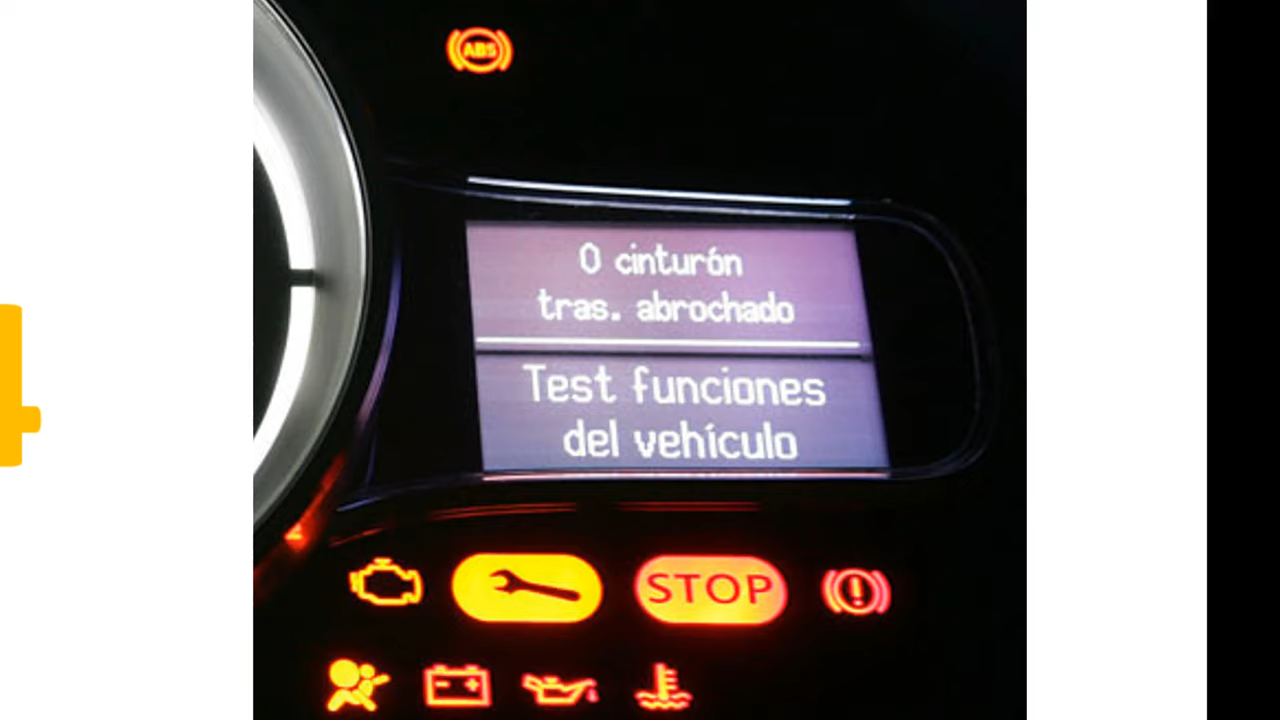 ABS
0 cinturón
tras. abrochado
Test funciones
del vehículo
STOP